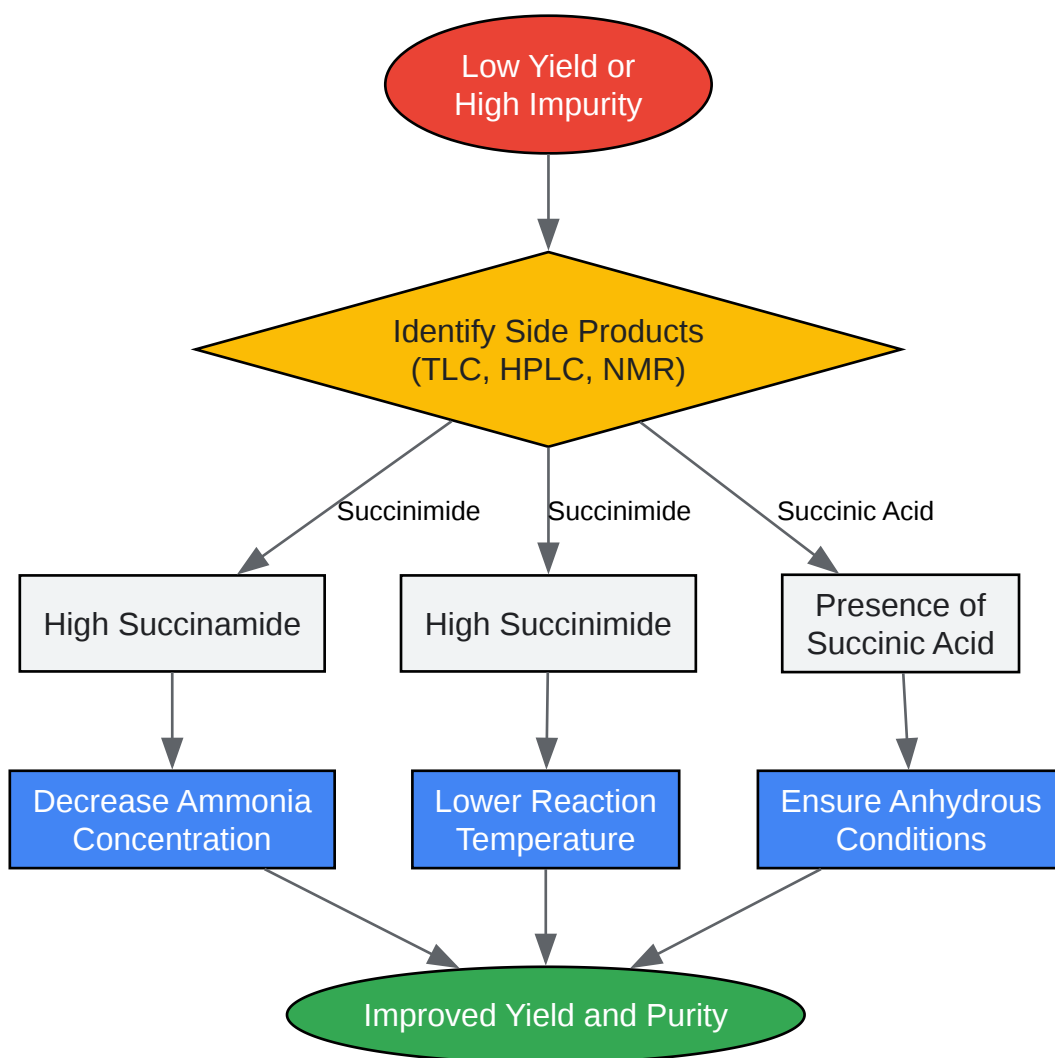 Low Yield or
High Impurity
Identify Side Products
(TLC, HPLC, NMR)
Succinimide
Succinimide
Succinic Acid
High Succinamide
High Succinimide
Presence of
Succinic Acid
Decrease Ammonia
Concentration
Lower Reaction
Temperature
Ensure Anhydrous
Conditions
Improved Yield and Purity